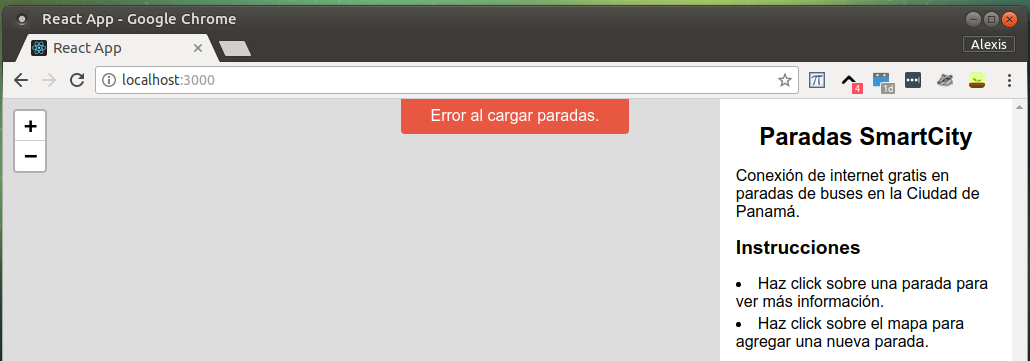 React App - Google Chrome
React App
Alexis
localhost:3000
4
1d
+
−
Error al cargar paradas.
Paradas SmartCity
Conexión de internet gratis en
paradas de buses en la Ciudad de
Panamá.
Instrucciones
• Haz click sobre una parada para
ver más información.
• Haz click sobre el mapa para
agregar una nueva parada.